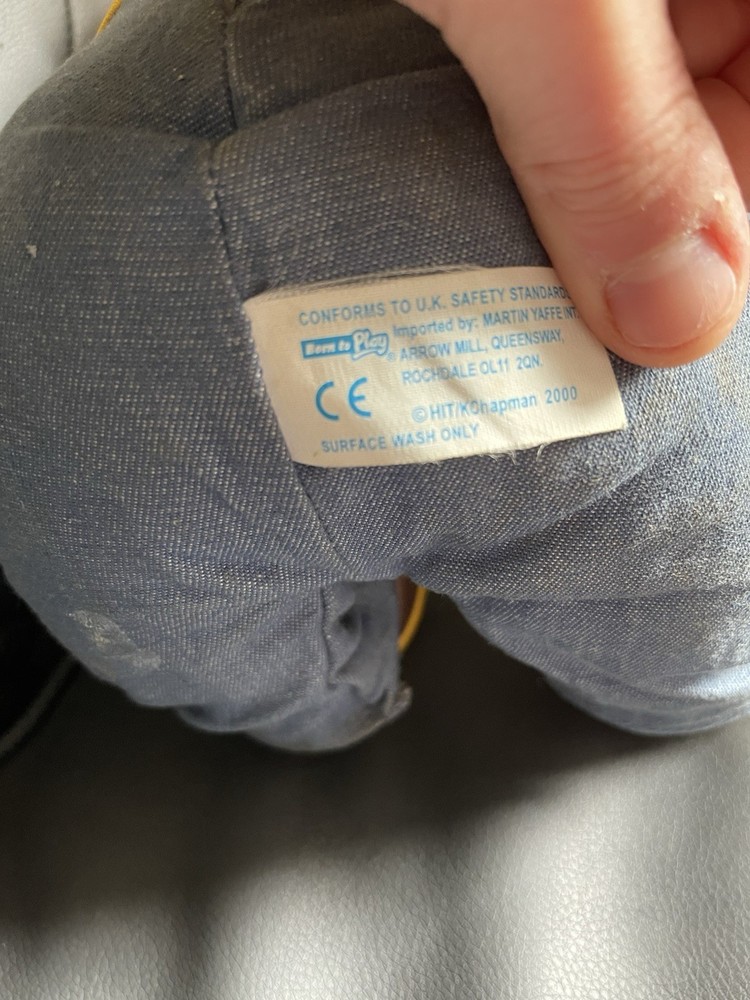 CONFORMS TO U.K. SAFETY STANDARD
Born to Play ® Imported by: MARTIN YAFFE INT
ARROW MILL, QUEENSWAY,
ROCHDALE OL11 2QN.
CE ©HIT/KChapman 2000
SURFACE WASH ONLY